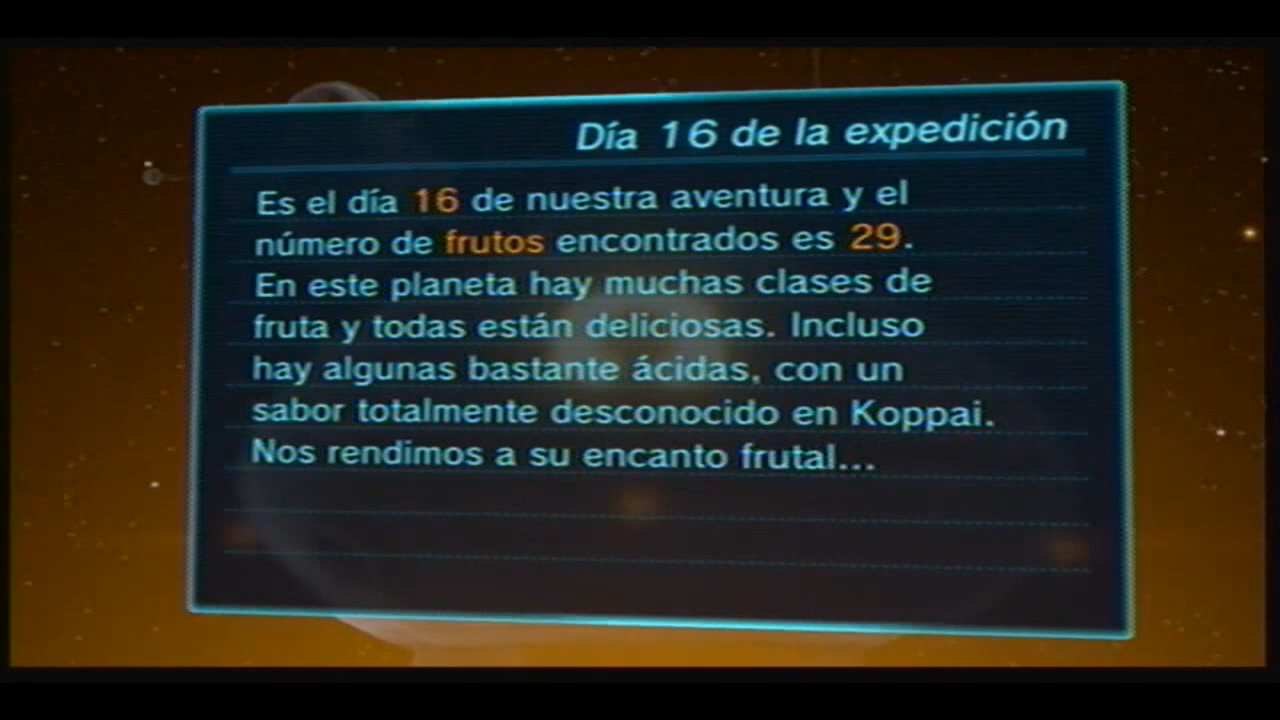 Día 16 de la expedición
Es el día 16 de nuestra aventura y el
número de frutos encontrados es 29.
En este planeta hay muchas clases de
fruta y todas están deliciosas. Incluso
hay algunas bastante ácidas, con un
sabor totalmente desconocido en Koppai.
Nos rendimos a su encanto frutal...